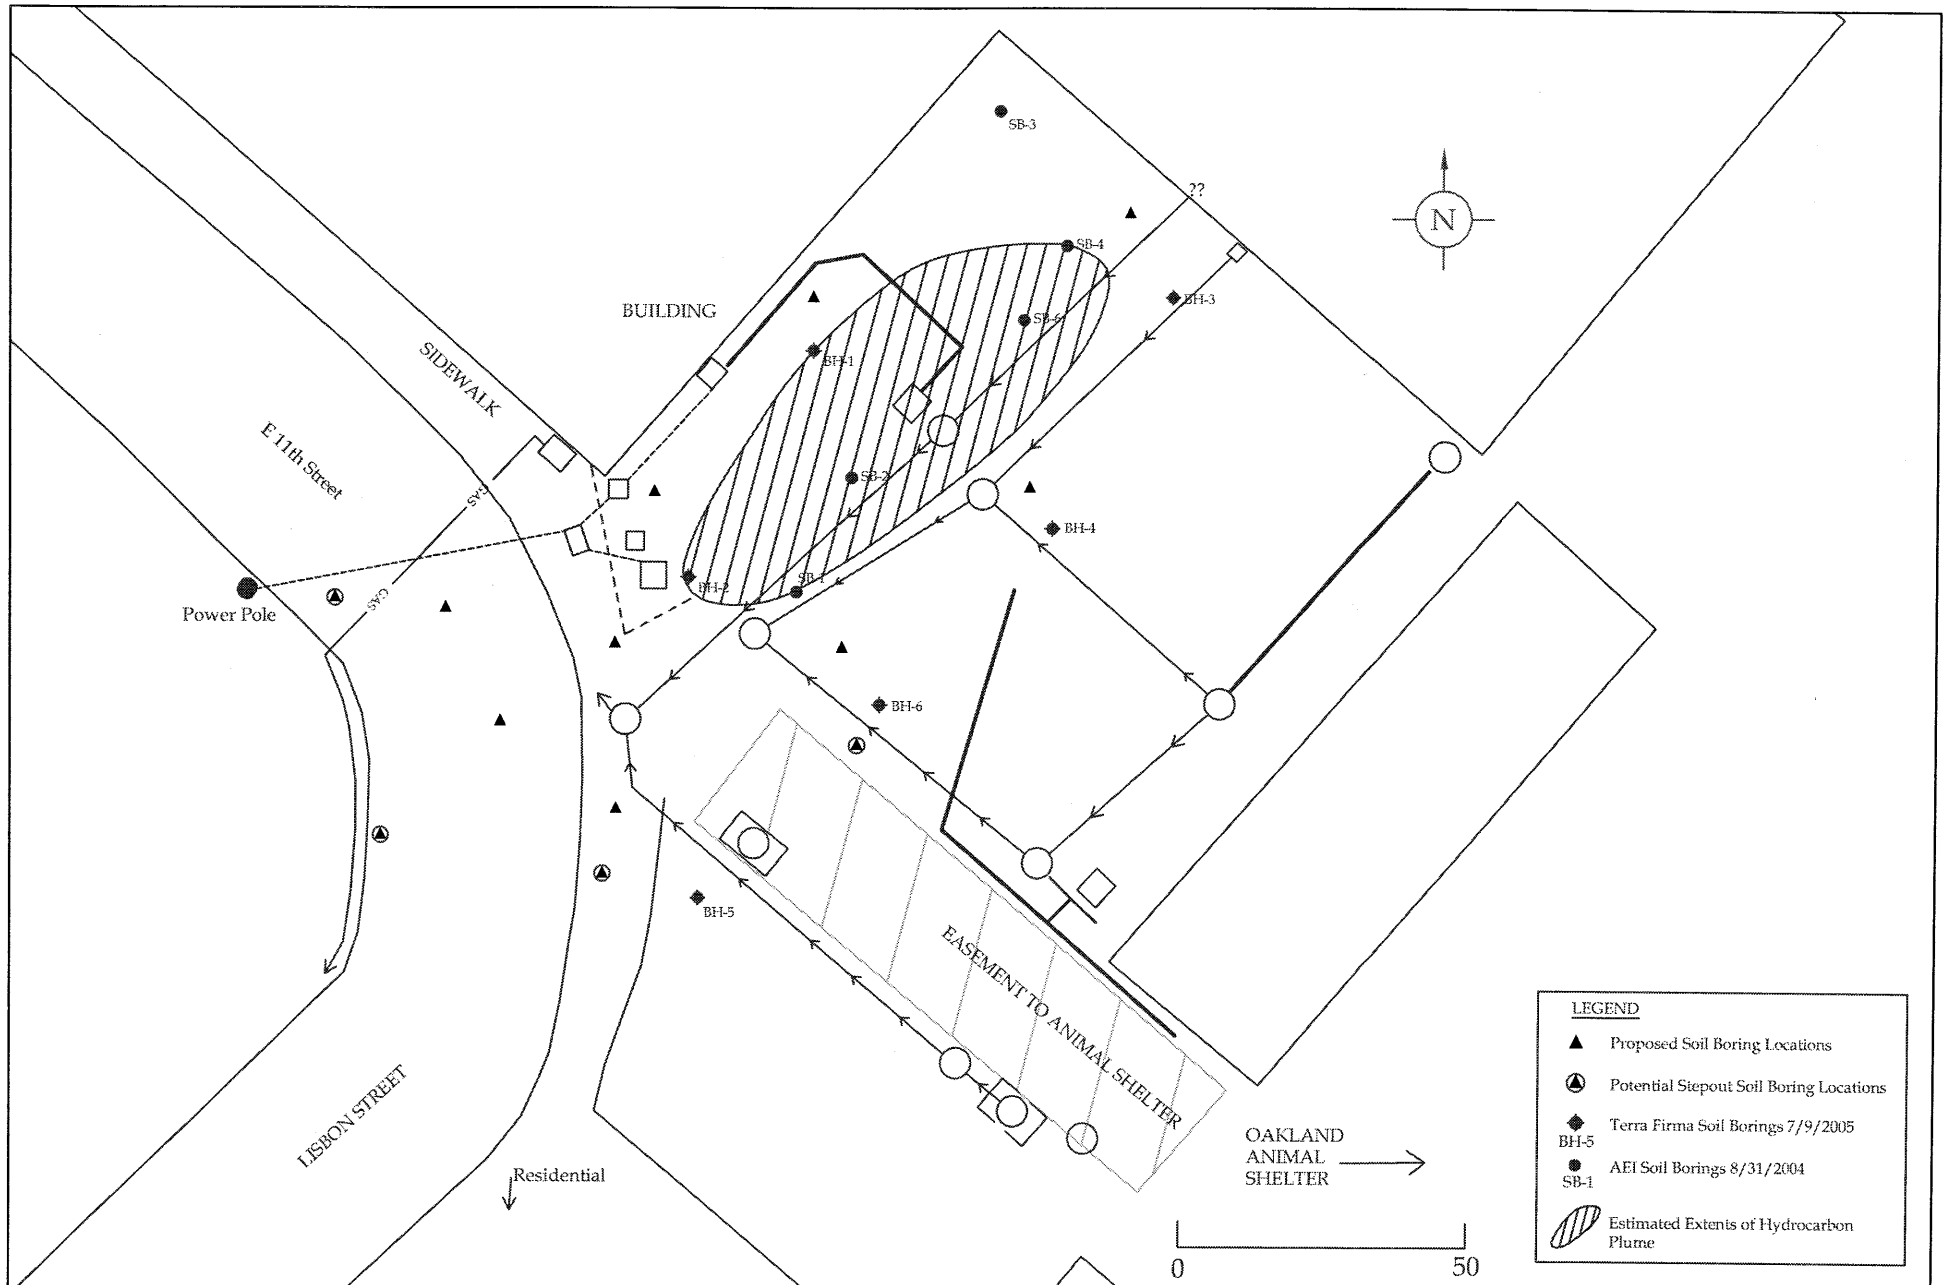 SB-3
??
N
SB-4
BH-3
BUILDING
SB-6
BH-1
SIDEWALK
E 11th Street
GAS
SB-2
BH-4
GAS
Power Pole
BH-2
SB-1
BH-6
BH-5
EASEMENT TO ANIMAL SHELTER
LISBON STREET
Residential
OAKLAND
ANIMAL
SHELTER
0
50
LEGEND
Proposed Soil Boring Locations
Potential Stepout Soil Boring Locations
Terra Firma Soil Borings 7/9/2005
BH-5
AEI Soil Borings 8/31/2004
SB-1
Estimated Extents of Hydrocarbon
Plume